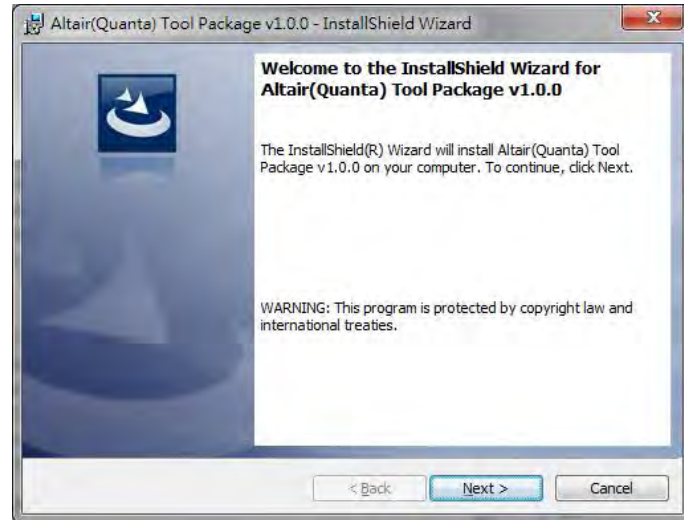 Altair(Quanta) Tool Package v1.0.0 - InstallShield Wizard
Welcome to the InstallShield Wizard for
Altair(Quanta) Tool Package v1.0.0
The InstallShield(R) Wizard will install Altair(Quanta) Tool
Package v1.0.0 on your computer. To continue, click Next.
WARNING: This program is protected by copyright law and
international treaties.
< Back Next > Cancel